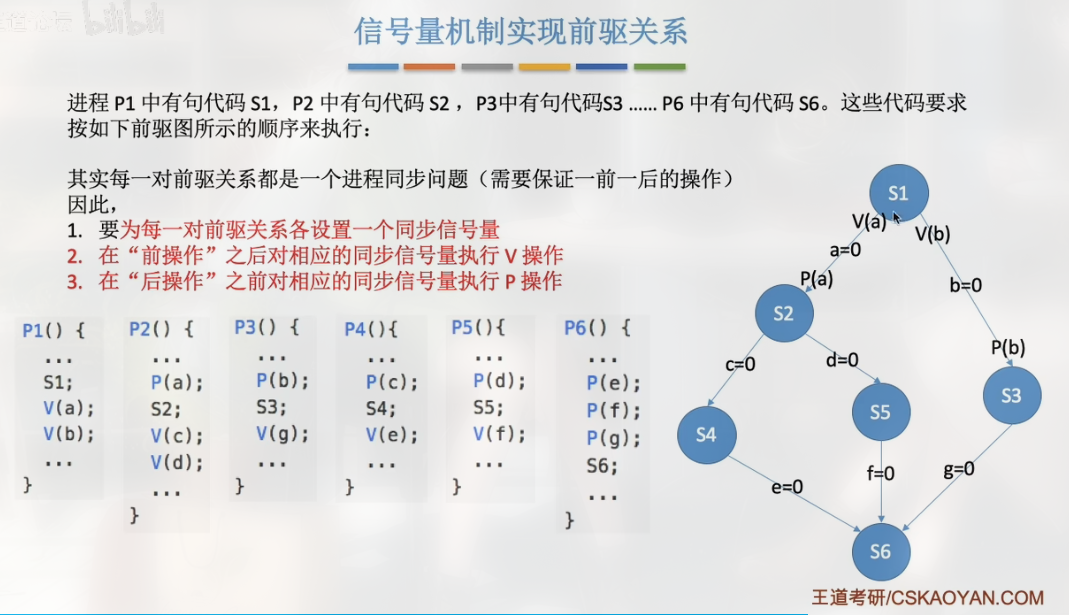 bilibili
信号量机制实现前驱关系
进程 P1 中有句代码 S1，P2 中有句代码 S2 ，P3中有句代码S3 ...... P6 中有句代码 S6。这些代码要求
按如下前驱图所示的顺序来执行：
其实每一对前驱关系都是一个进程同步问题（需要保证一前一后的操作）
因此，
1. 要为每一对前驱关系各设置一个同步信号量
2. 在“前操作”之后对相应的同步信号量执行 V 操作
3. 在“后操作”之前对相应的同步信号量执行 P 操作
P1() {
...
S1;
V(a);
V(b);
...
}
P2() {
...
P(a);
S2;
V(c);
V(d);
...
}
P3() {
...
P(b);
S3;
V(g);
...
}
P4(){
...
P(c);
S4;
V(e);
...
}
P5(){
...
P(d);
S5;
V(f);
...
}
P6() {
...
P(e);
P(f);
P(g);
S6;
...
}
S1
V(a)
V(b)
a=0
P(a)
b=0
S2
P(b)
c=0
d=0
S3
S5
S4
f=0
g=0
e=0
S6
王道考研/CSKAOYAN.COM